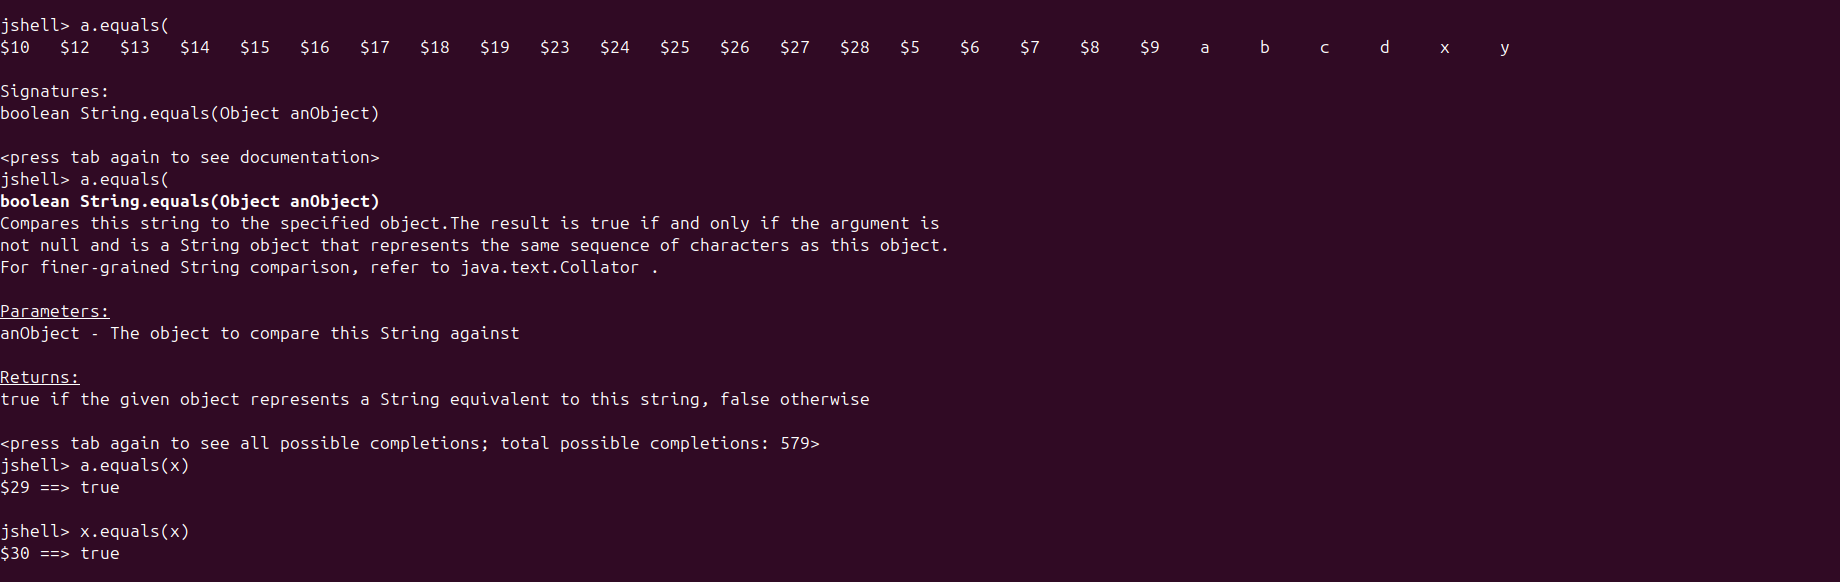 jshell> a.equals(
$10   $12   $13   $14   $15   $16   $17   $18   $19   $23   $24   $25   $26   $27   $28   $5    $6    $7    $8    $9    a     b     c     d     x     y
Signatures:
boolean String.equals(Object anObject)
<press tab again to see documentation>
jshell> a.equals(
boolean String.equals(Object anObject)
Compares this string to the specified object.The result is true if and only if the argument is
not null and is a String object that represents the same sequence of characters as this object.
For finer-grained String comparison, refer to java.text.Collator .
Parameters:
anObject - The object to compare this String against
Returns:
true if the given object represents a String equivalent to this string, false otherwise
<press tab again to see all possible completions; total possible completions: 579>
jshell> a.equals(x)
$29 ==> true
jshell> x.equals(x)
$30 ==> true